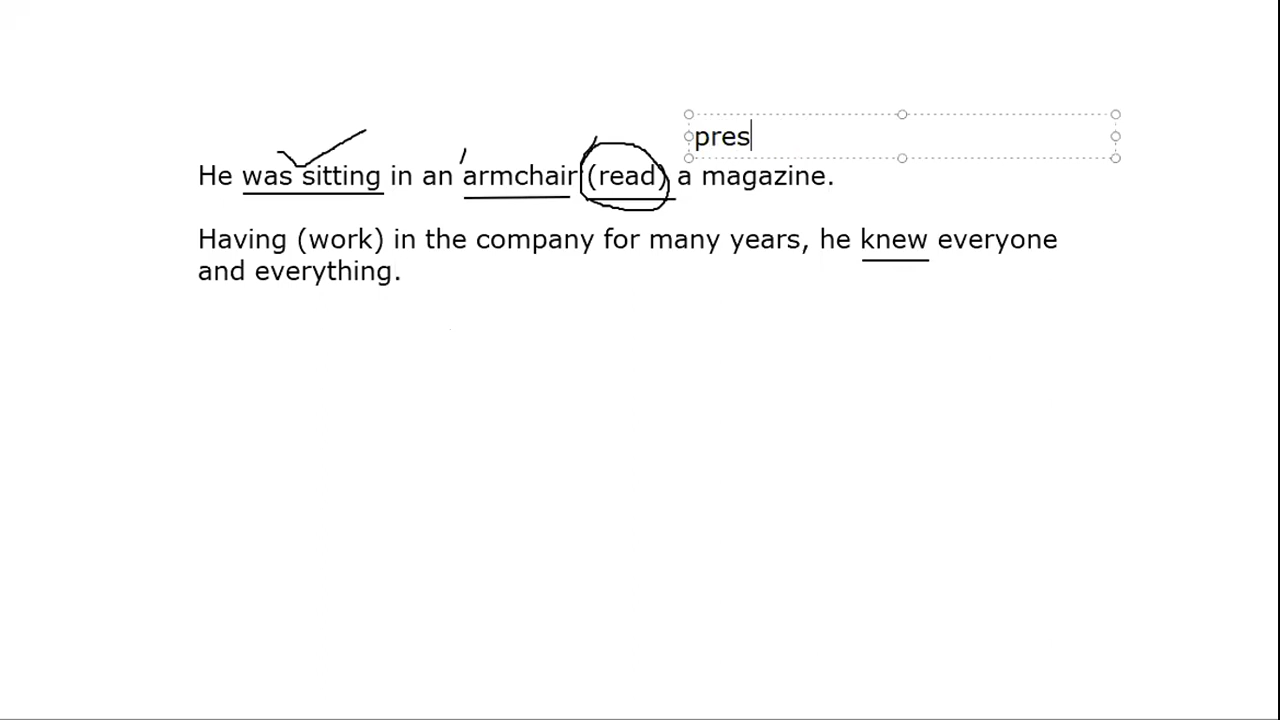 pres
He was sitting in an armchair (read) a magazine.
Having (work) in the company for many years, he knew everyone
and everything.